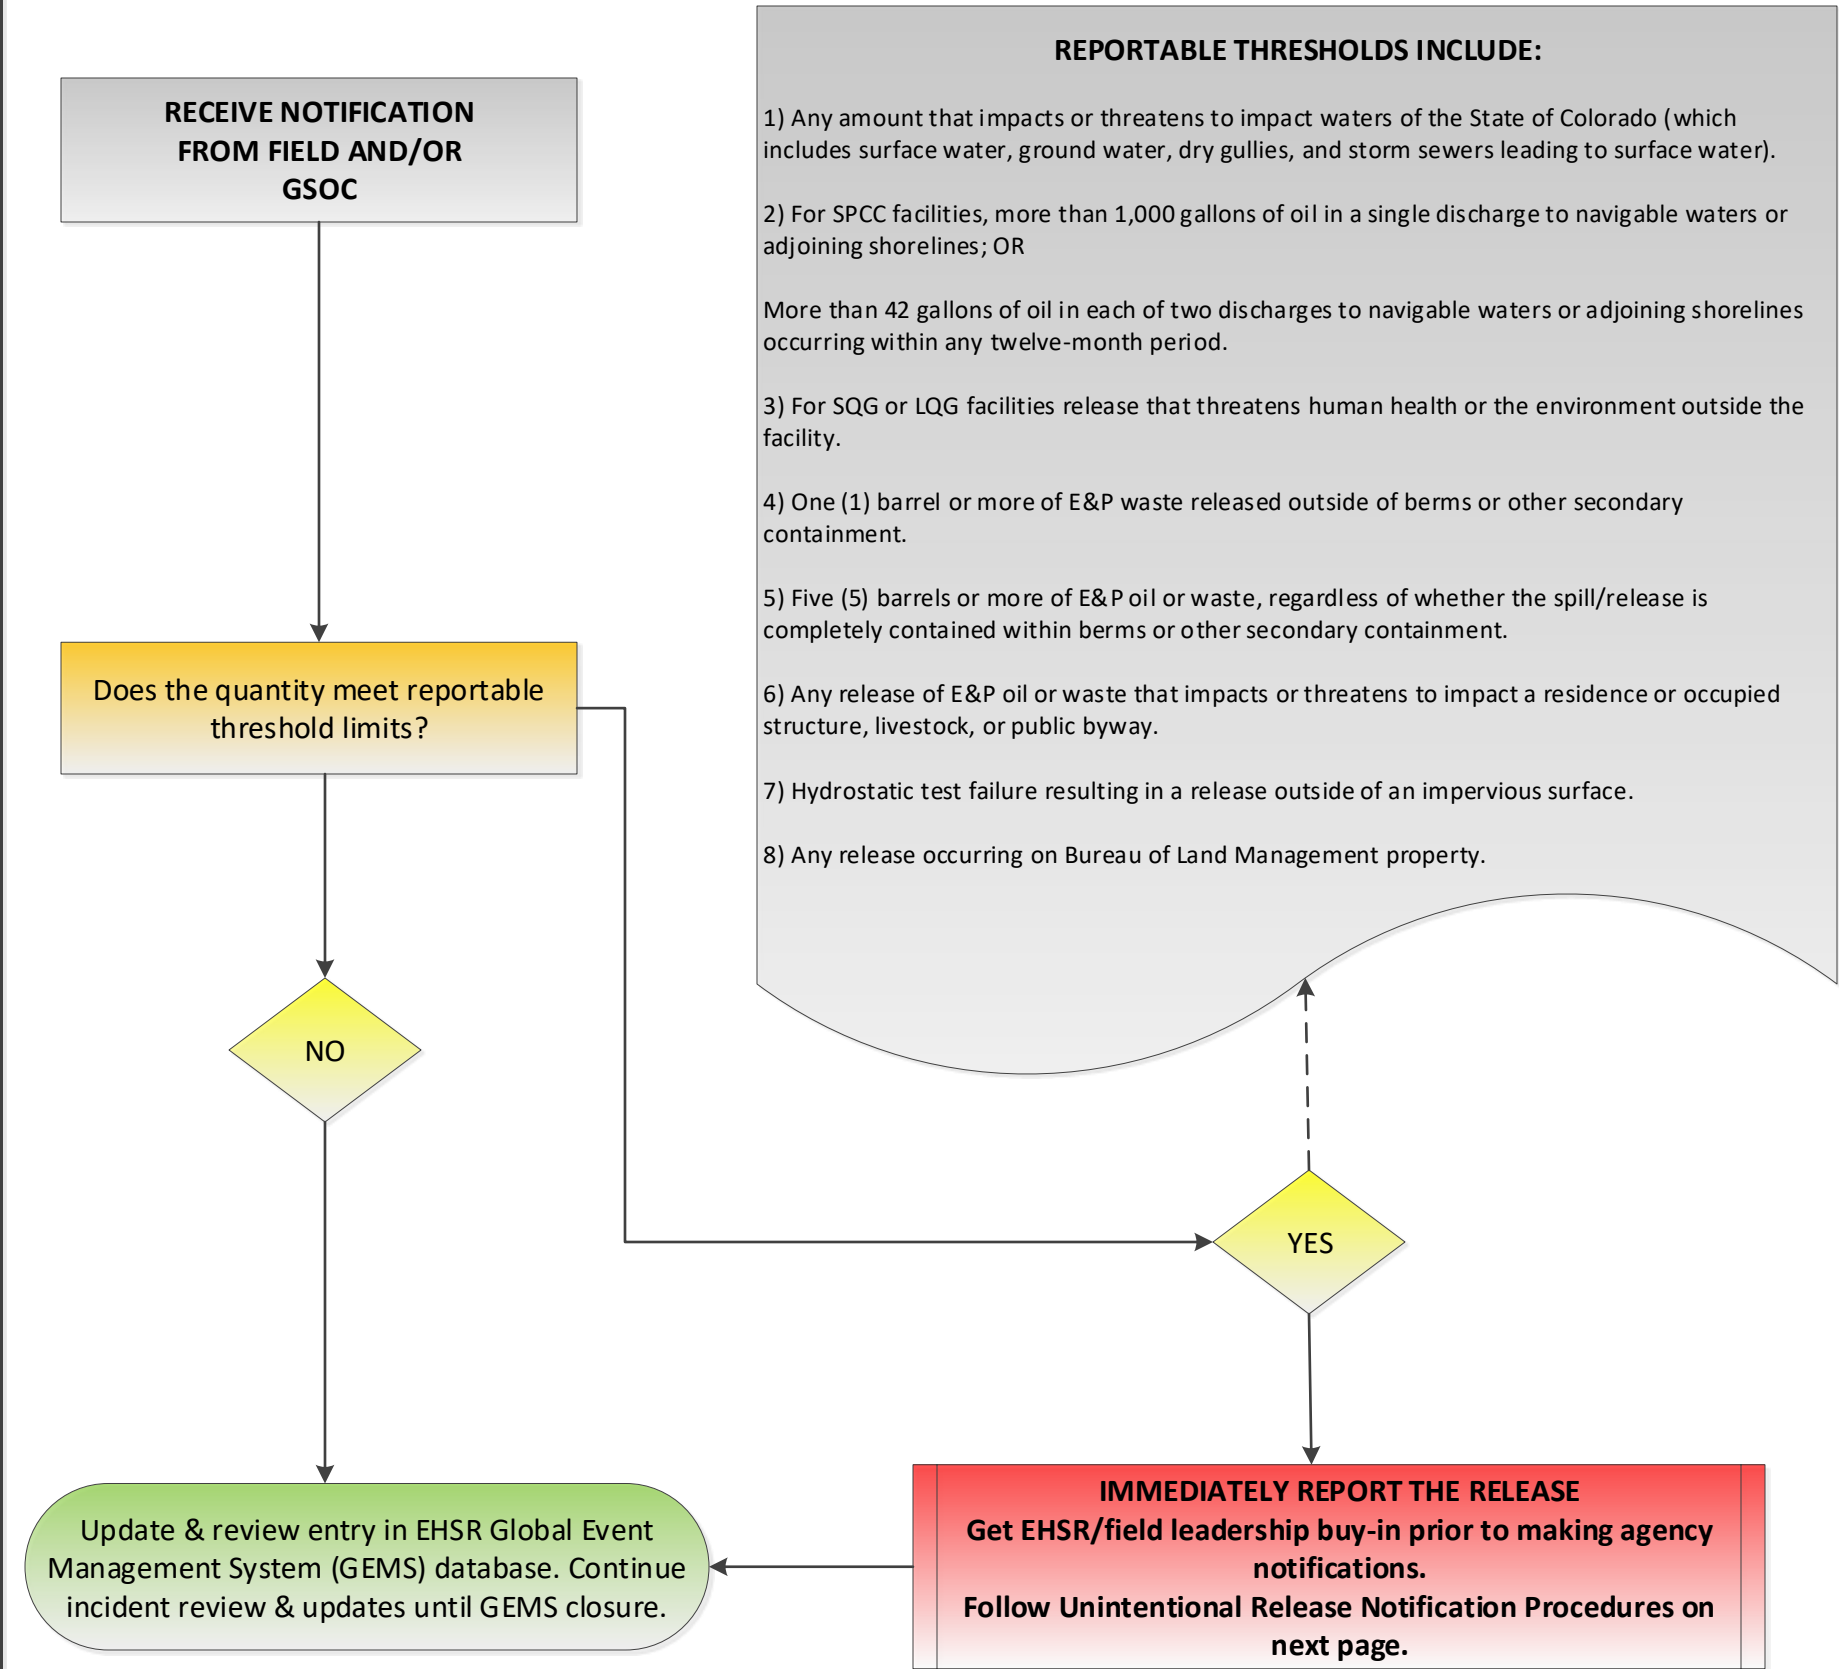 RECEIVE NOTIFICATION
FROM FIELD AND/OR
GSOC
REPORTABLE THRESHOLDS INCLUDE:
1) Any amount that impacts or threatens to impact waters of the State of Colorado (which
includes surface water, ground water, dry gullies, and storm sewers leading to surface water).
2) For SPCC facilities, more than 1,000 gallons of oil in a single discharge to navigable waters or
adjoining shorelines; OR
More than 42 gallons of oil in each of two discharges to navigable waters or adjoining shorelines
occurring within any twelve-month period.
3) For SQG or LQG facilities release that threatens human health or the environment outside the
facility.
4) One (1) barrel or more of E&P waste released outside of berms or other secondary
containment.
5) Five (5) barrels or more of E&P oil or waste, regardless of whether the spill/release is
completely contained within berms or other secondary containment.
6) Any release of E&P oil or waste that impacts or threatens to impact a residence or occupied
structure, livestock, or public byway.
7) Hydrostatic test failure resulting in a release outside of an impervious surface.
8) Any release occurring on Bureau of Land Management property.
Does the quantity meet reportable
threshold limits?
NO
YES
IMMEDIATELY REPORT THE RELEASE
Get EHSR/field leadership buy-in prior to making agency
notifications.
Follow Unintentional Release Notification Procedures on
next page.
Update & review entry in EHSR Global Event
Management System (GEMS) database. Continue
incident review & updates until GEMS closure.